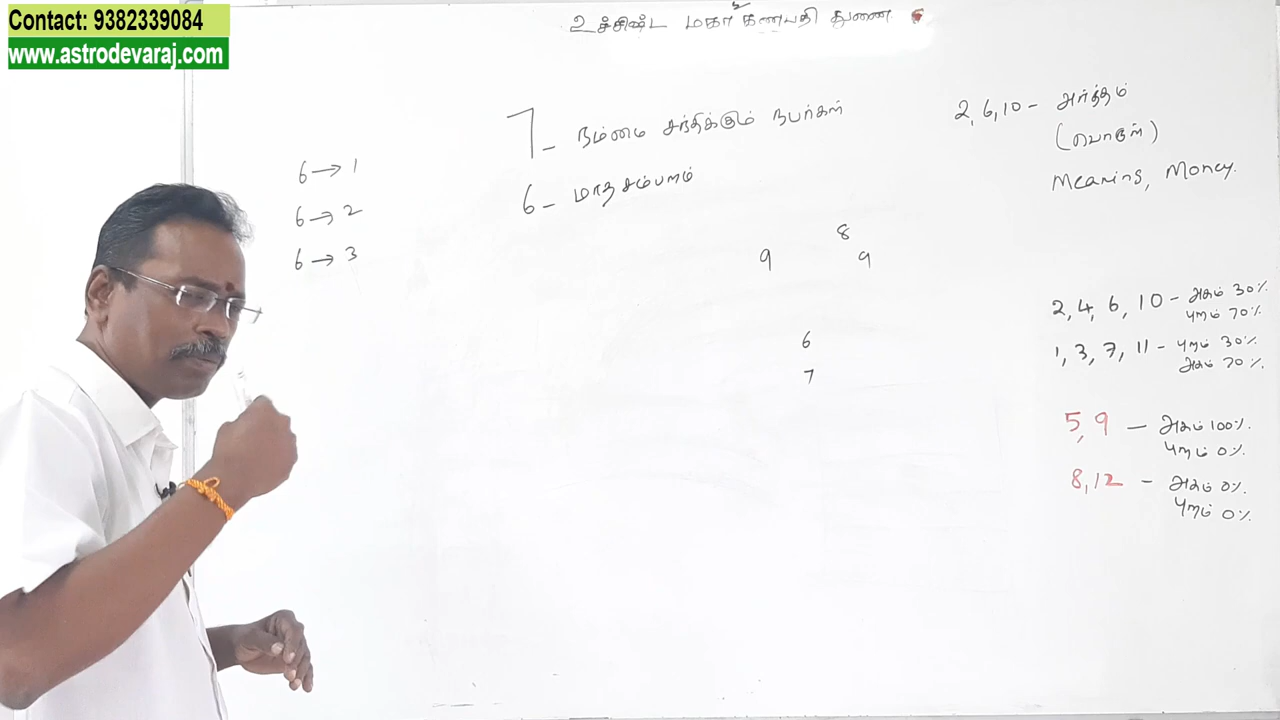 Contact: 9382339084
www.astrodevaraj.com
உச்சிஷ்ட மகா கணபதி துணை
7 - நம்மை சந்திக்கும் நபர்கள்
6 - மாத சம்பளம்
6 → 1
6 → 2
6 → 3
8
9 9
6
7
2, 6, 10 - அர்த்தம்
(பொருள்)
Meaning, Money.
2, 4, 6, 10 - அகம் 30%
புறம் 70%
1, 3, 7, 11 - புறம் 30%
அகம் 70%
5, 9 - அகம் 100%
புறம் 0%
8, 12 - அகம் 0%
புறம் 0%